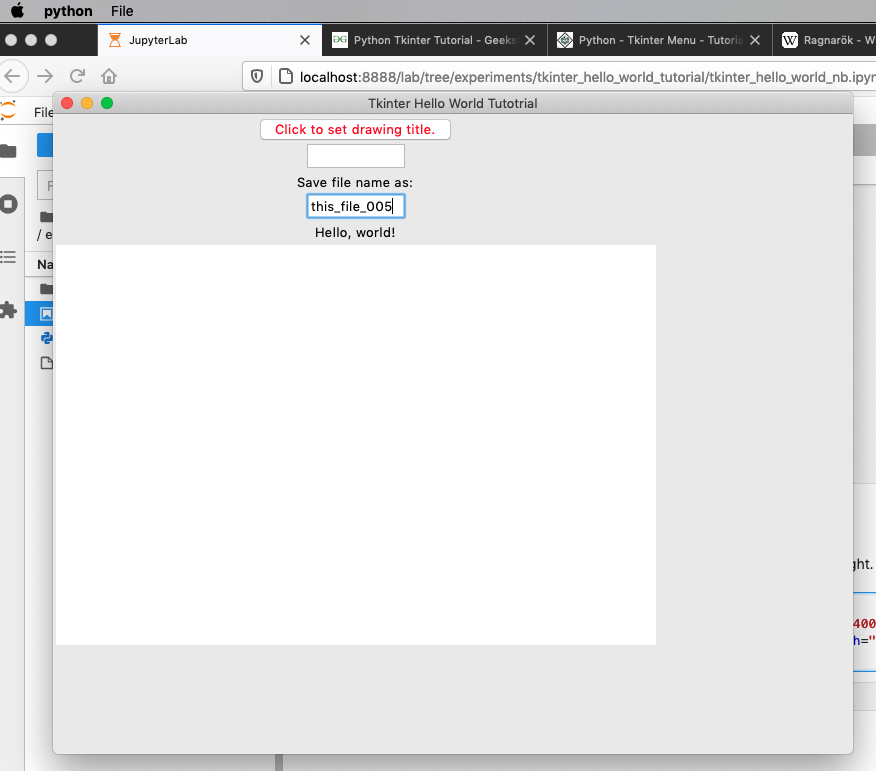 python File
JupyterLab
Python Tkinter Tutorial - Geeks
Python - Tkinter Menu - Tutoria
Ragnarök - W
localhost:8888/lab/tree/experiments/tkinter_hello_world_tutorial/tkinter_hello_world_nb.ipyn
File
Tkinter Hello World Tutotrial
Click to set drawing title.
Save file name as:
this_file_005
Hello, world!
F
/ e
Na
ght.
400
h="